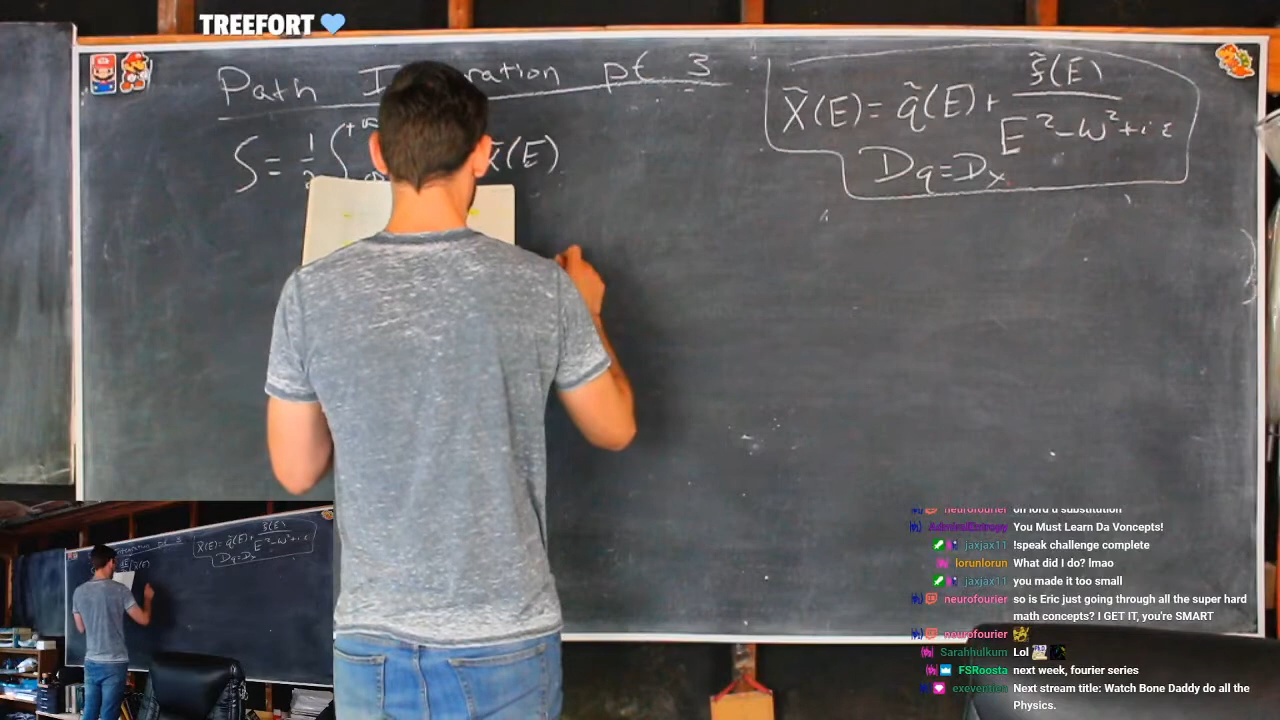 TREEFORT 🩵
Path I ration pt 3
S = 1/2 ∫ x̃(E)
x̃(E) = q̃(E) + ξ̃(E) / E² - ω² + iε
Dq = Dx
neurofourier oh lord u substitution
AdmiralEntropy You Must Learn Da Voncepts!
jaxjax11 !speak challenge complete
lorunlorun What did I do? lmao
jaxjax11 you made it too small
neurofourier so is Eric just going through all the super hard
math concepts? I GET IT, you're SMART
neurofourier
Sarahhulkum Lol
FSRoosta next week, fourier series
Next stream title: Watch Bone Daddy do all the
Physics.